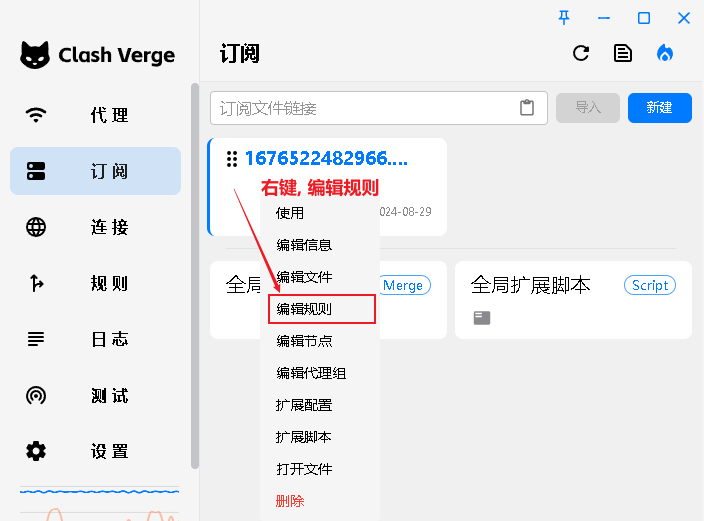 Clash Verge
代理
订阅
连接
规则
日志
测试
设置
订阅
订阅文件链接
导入
新建
1676522482966....
右键, 编辑规则
024-08-29
使用
编辑信息
编辑文件
编辑规则
编辑节点
编辑代理组
扩展配置
扩展脚本
打开文件
删除
全局
Merge
全局扩展脚本
Script